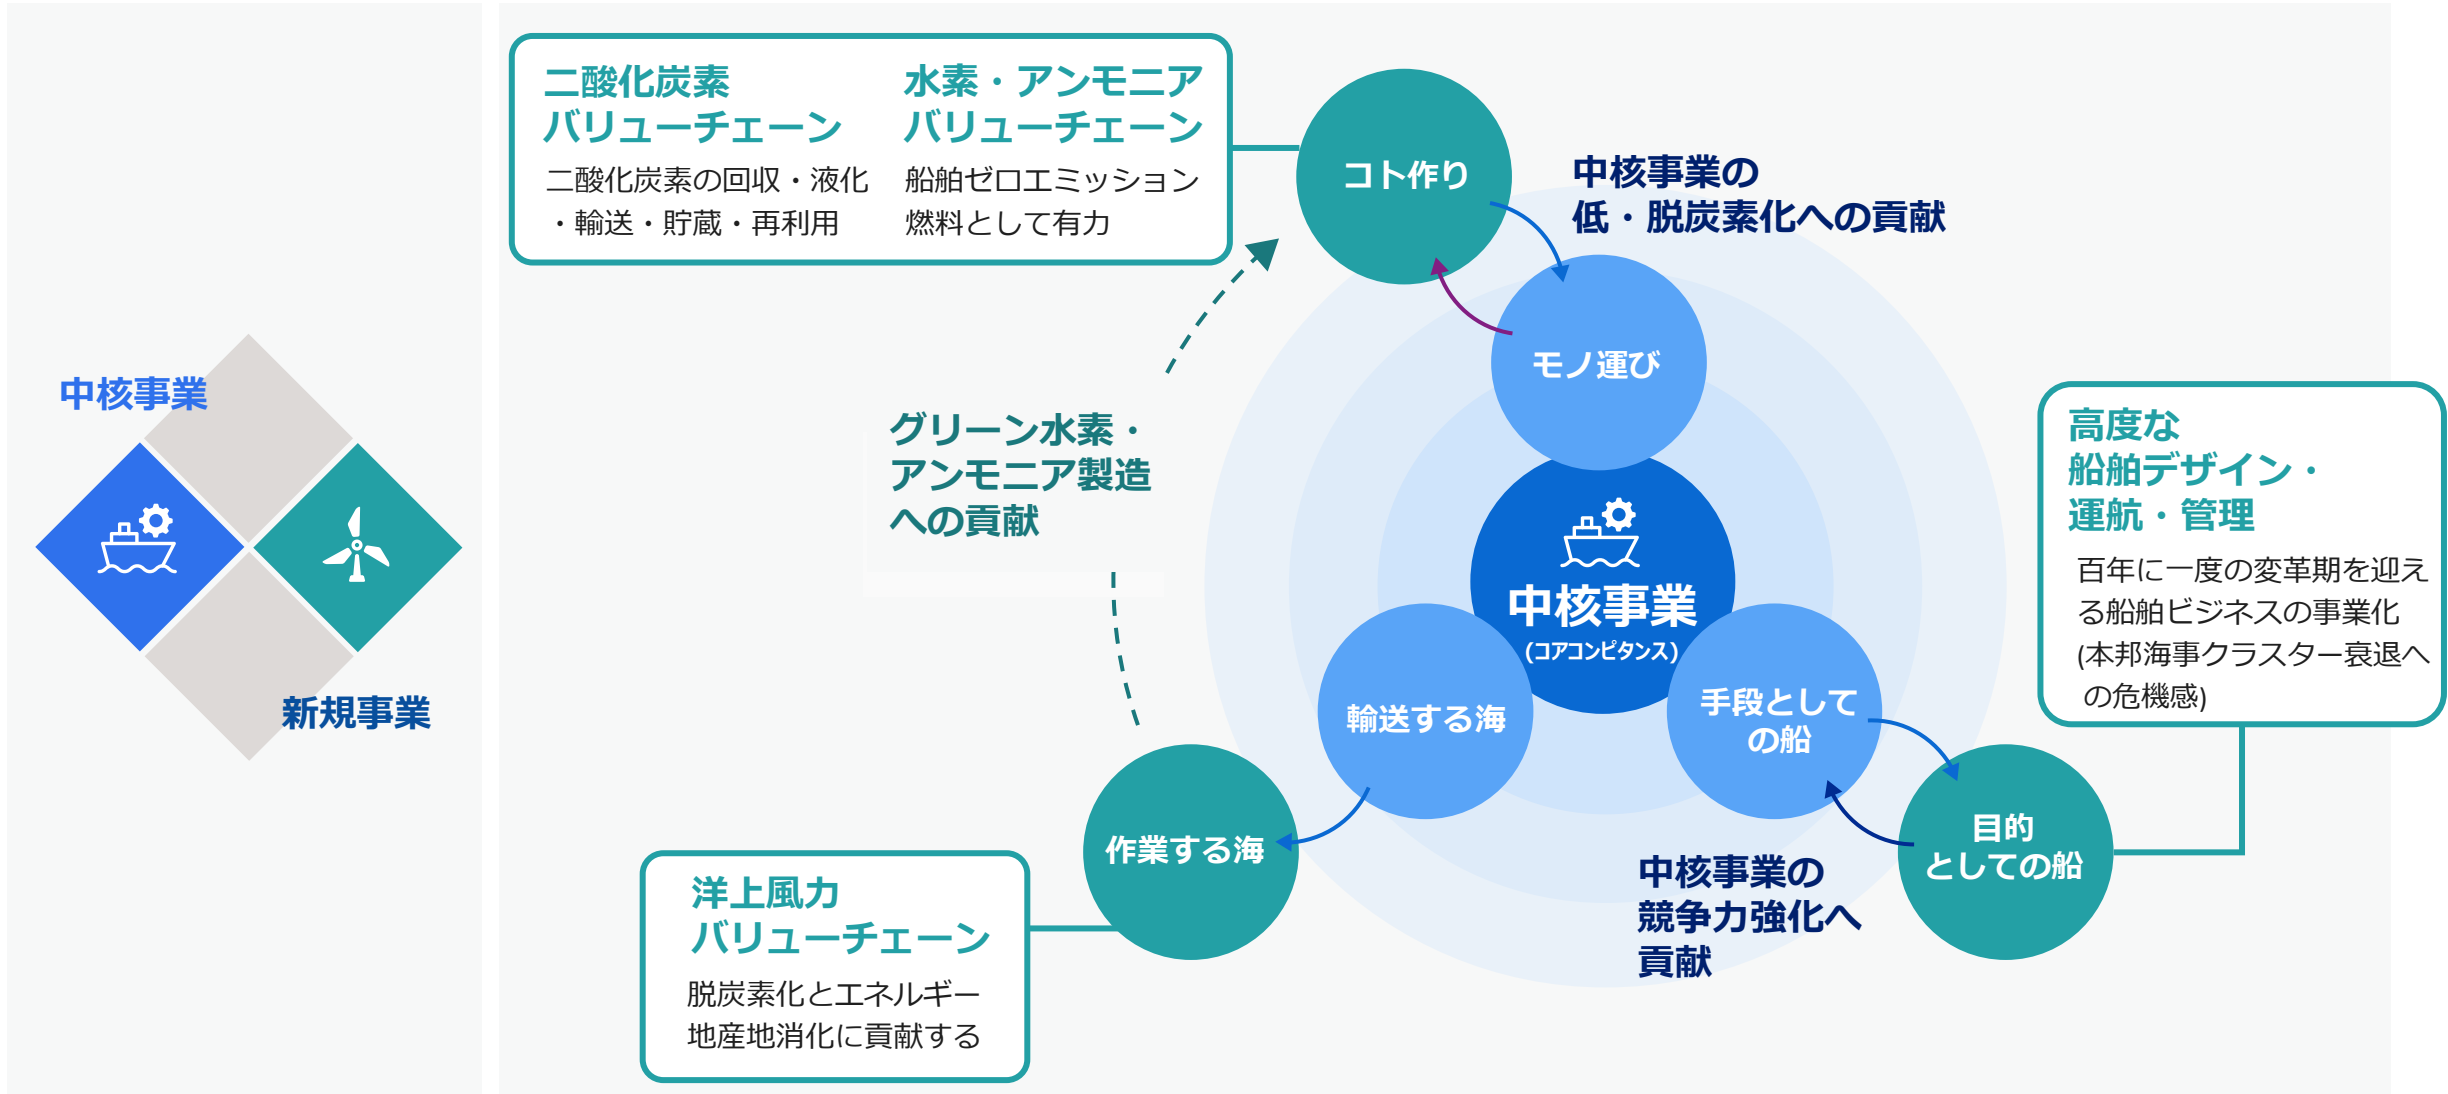 中核事業
新規事業
二酸化炭素
バリューチェーン
二酸化炭素の回収・液化
・輸送・貯蔵・再利用
水素・アンモニア
バリューチェーン
船舶ゼロエミッション
燃料として有力
コト作り
中核事業の
低・脱炭素化への貢献
モノ運び
グリーン水素・
アンモニア製造
への貢献
中核事業
(コアコンピタンス)
輸送する海
手段として
の船
高度な
船舶デザイン・
運航・管理
百年に一度の変革期を迎え
る船舶ビジネスの事業化
(本邦海事クラスター衰退へ
の危機感)
作業する海
目的
としての船
中核事業の
競争力強化へ
貢献
洋上風力
バリューチェーン
脱炭素化とエネルギー
地産地消化に貢献する